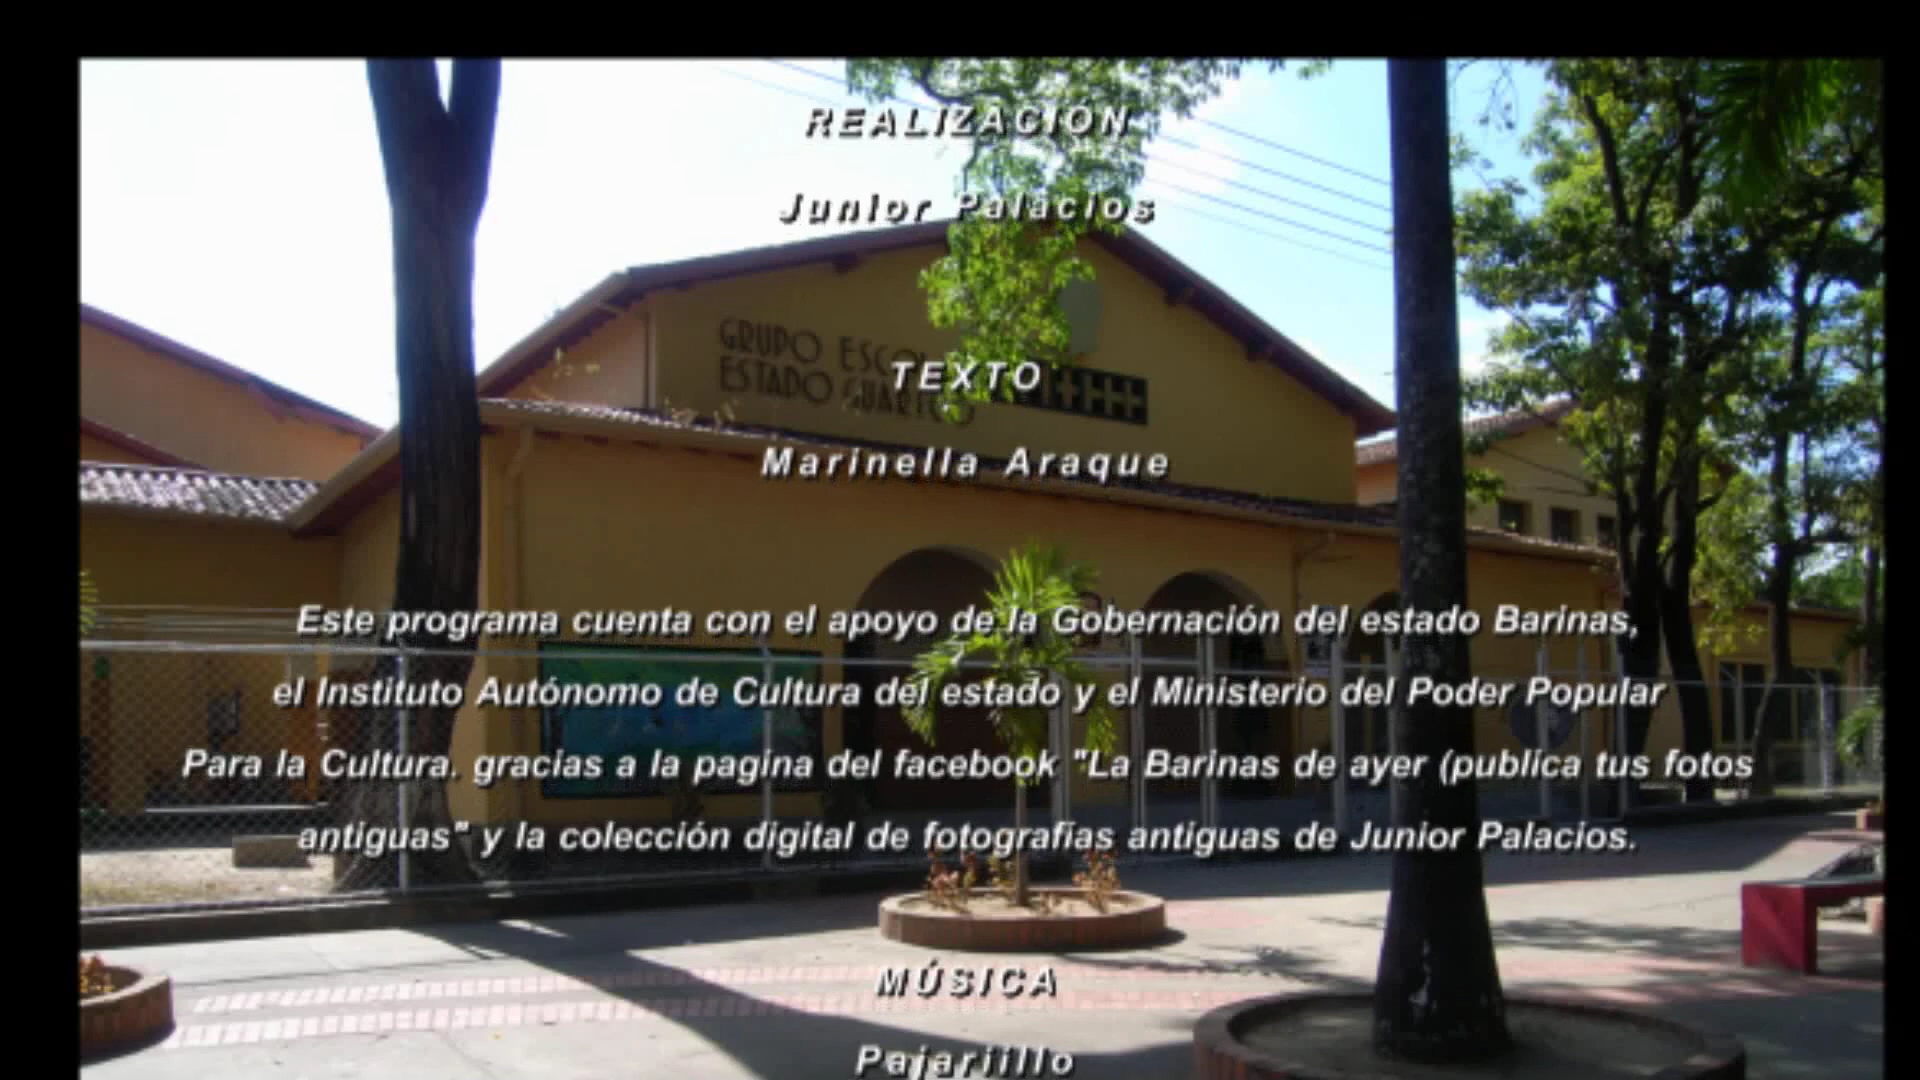 REALIZACIÓN
Junior Palacios
GRUPO
ESTADO GUARICO
TEXTO
Marinella Araque
Este programa cuenta con el apoyo de la Gobernación del estado Barinas,
el Instituto Autónomo de Cultura del estado y el Ministerio del Poder Popular
Para la Cultura. gracias a la pagina del facebook "La Barinas de ayer (publica tus fotos
antiguas" y la colección digital de fotografías antiguas de Junior Palacios.
MÚSICA
Pajariillo